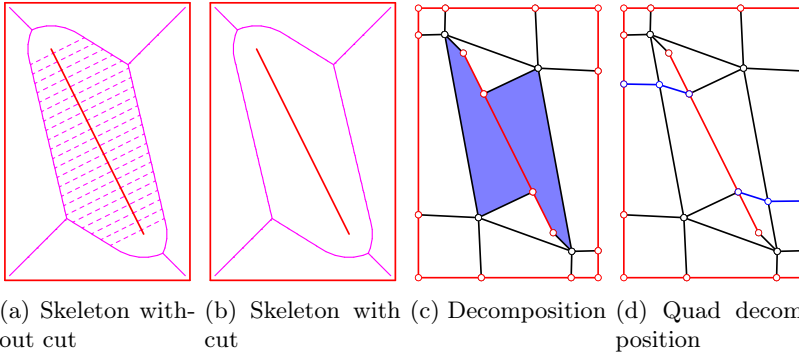 (a) Skeleton with-
out cut
(b) Skeleton with
cut
(c) Decomposition
(d) Quad decom
position